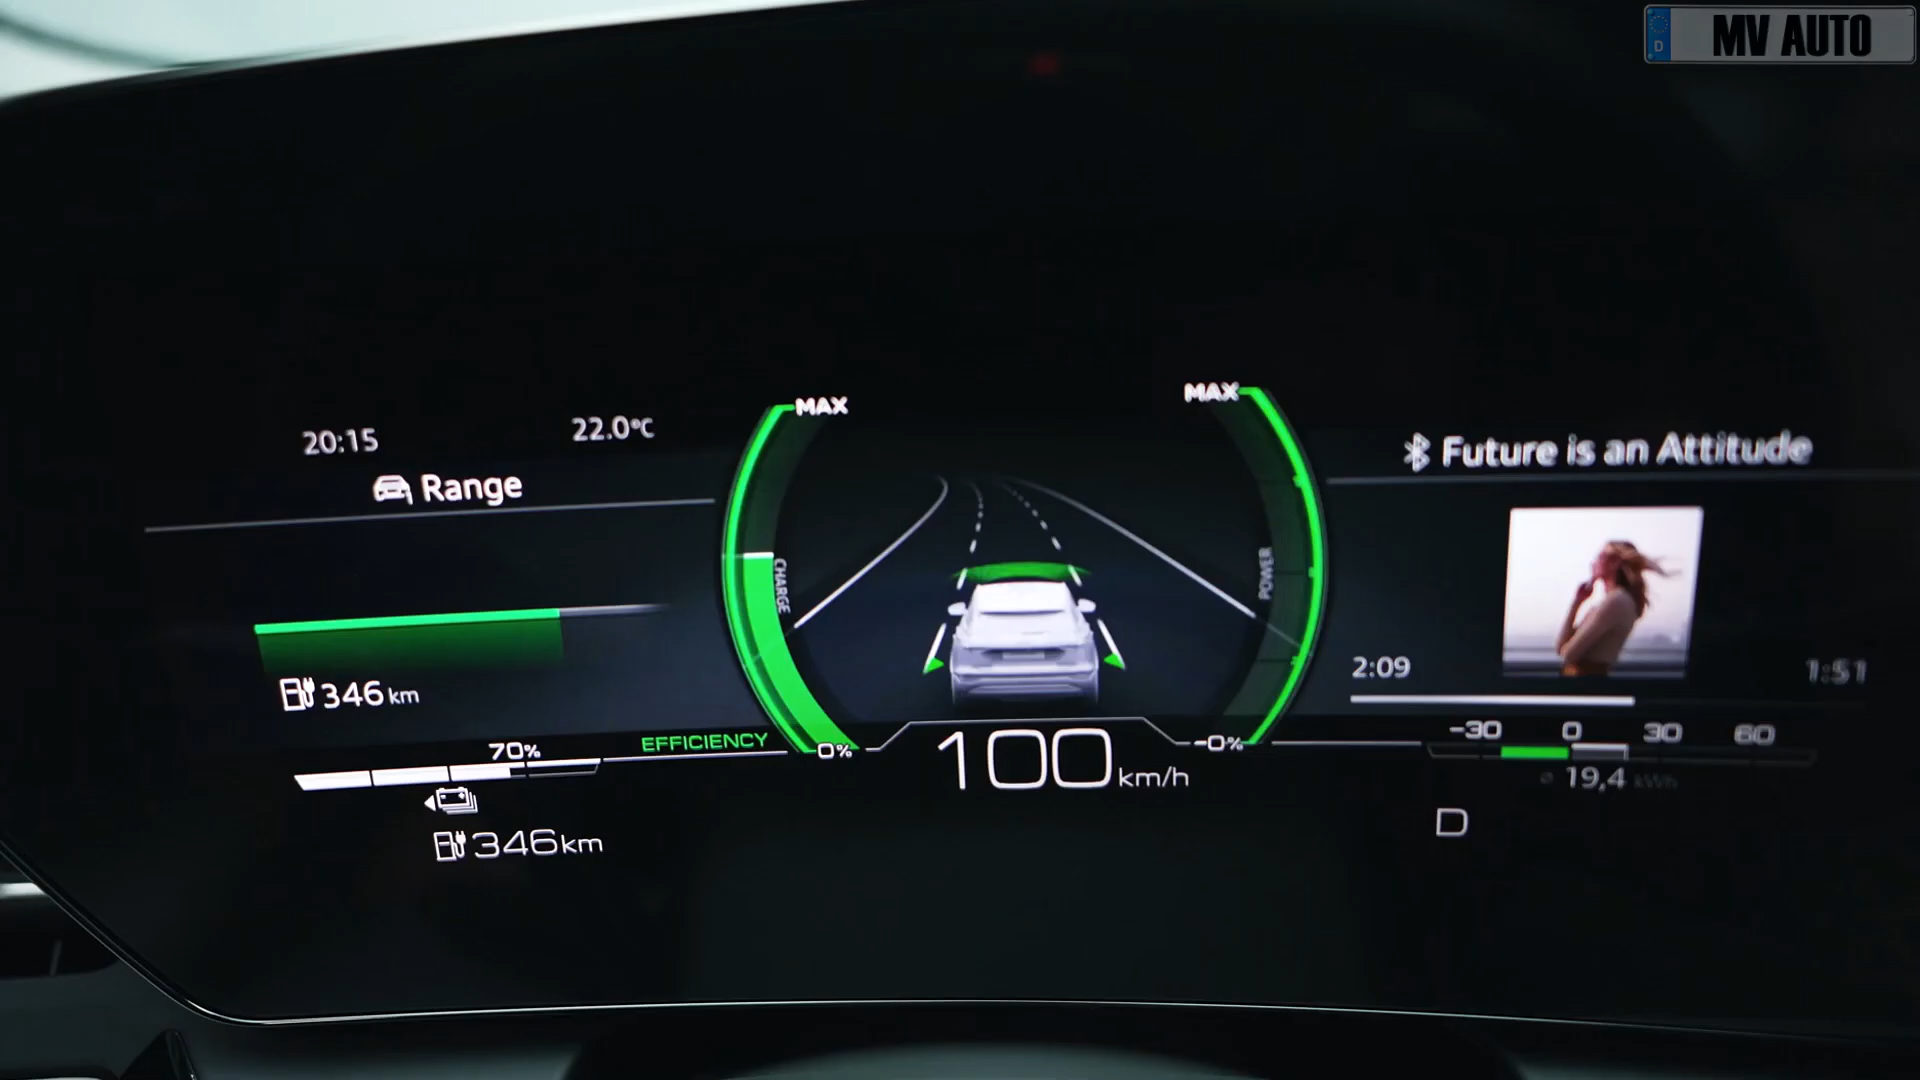 D
MV AUTO
MAX
MAX
20:15
22.0°C
Future is an Attitude
Range
CHARGE
POWER
346 km
2:09
1:51
70%
EFFICIENCY
0%
100 km/h
-0%
-30 0 30 60
ø 19,4 kWh
D
346 km